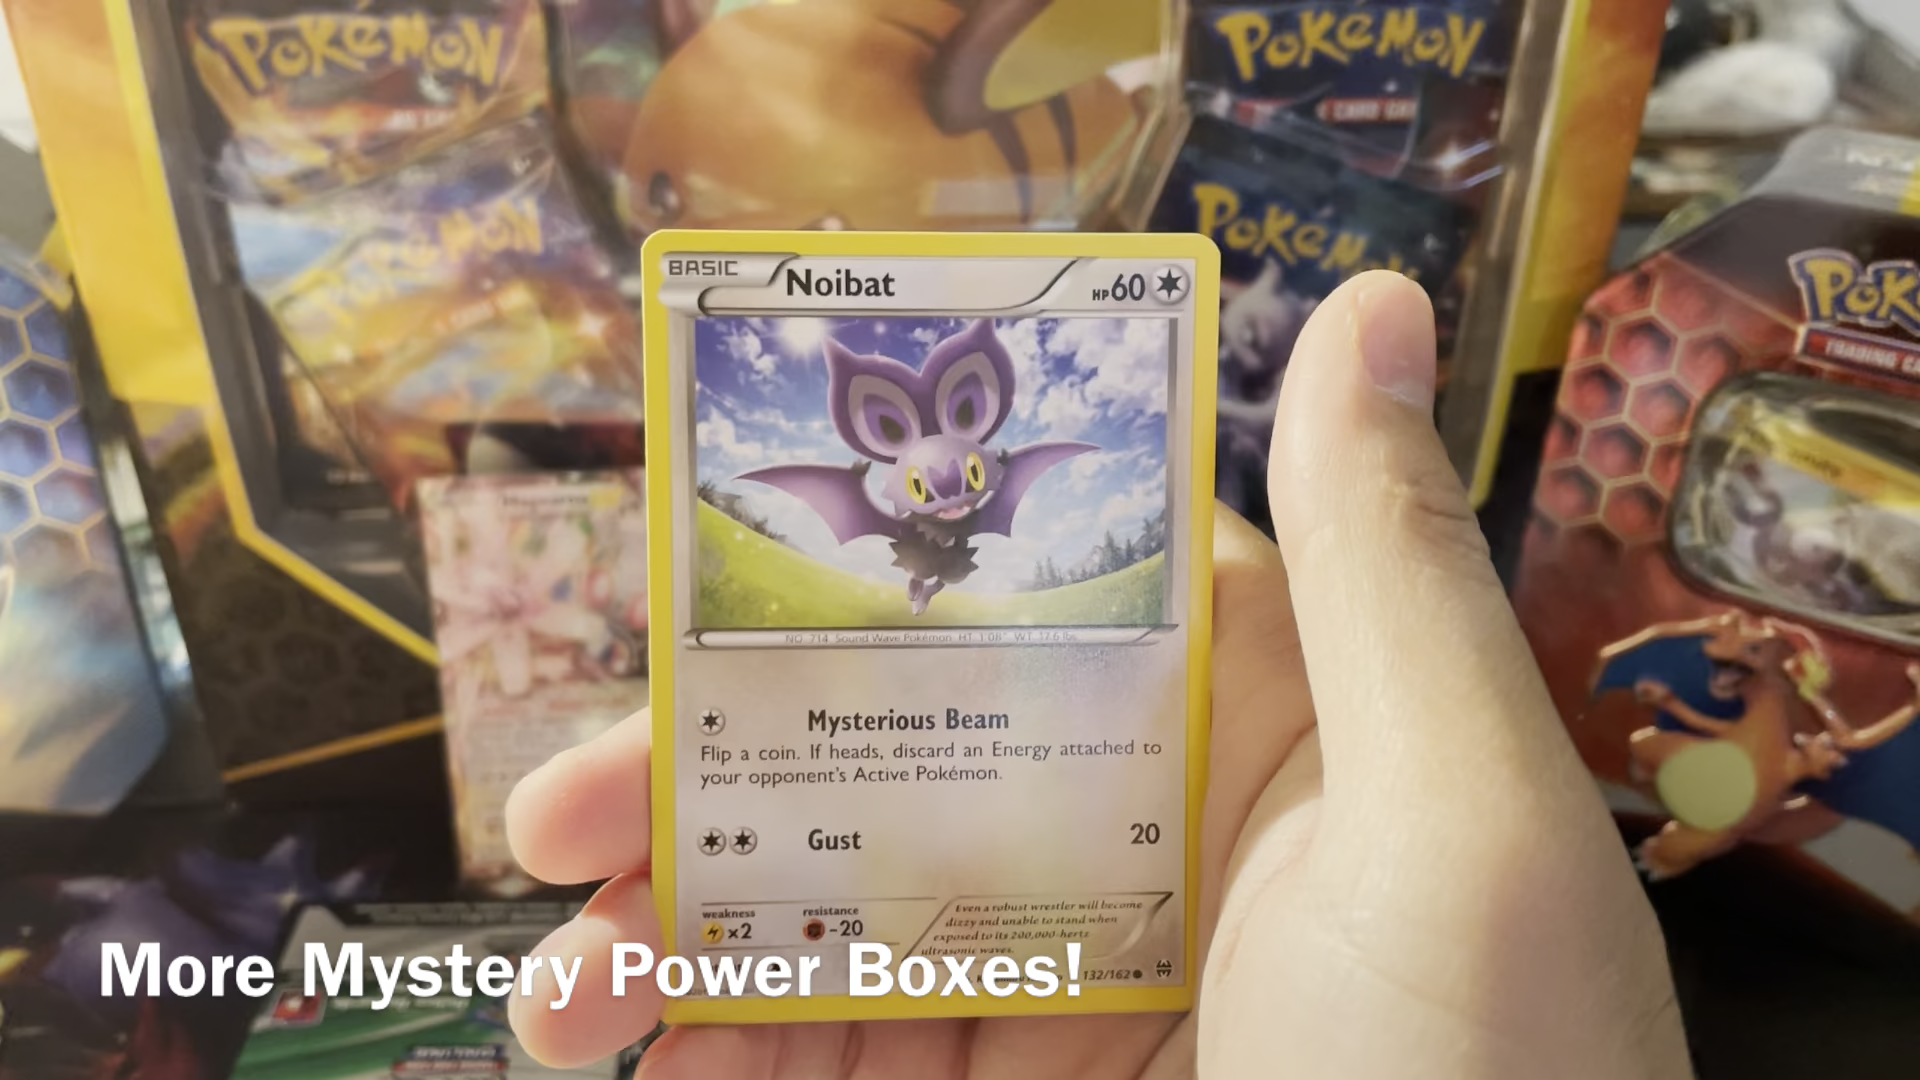 POKÉMON
POKÉMON
POKÉMON
BASIC
Noibat
HP 60
NO. 714 Sound Wave Pokémon HT. 1'08" WT. 17.6 lbs.
Mysterious Beam
Flip a coin. If heads, discard an Energy attached to
your opponent's Active Pokémon.
Gust
20
weakness
resistance
×2
-20
Even a robust wrestler will become
dizzy and unable to stand when
exposed to its 200,000-hertz
ultrasonic waves.
132/162
More Mystery Power Boxes!